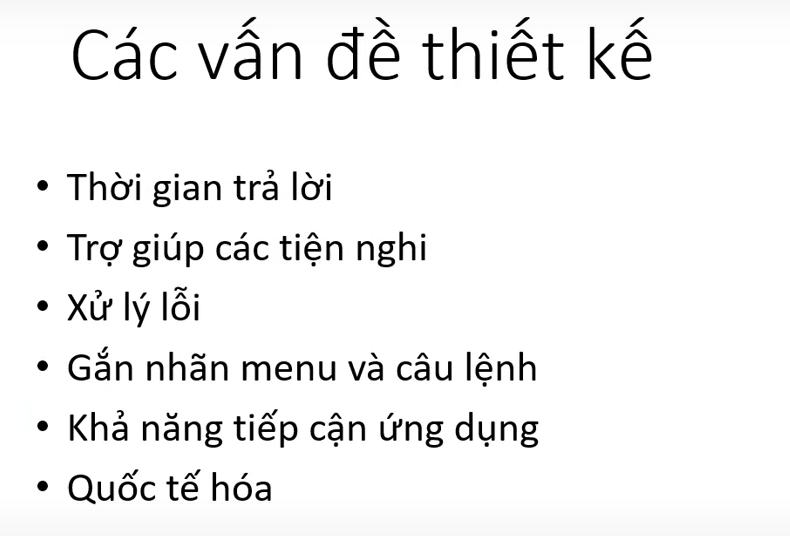 Các vấn đề thiết kế
• Thời gian trả lời
• Trợ giúp các tiện nghi
• Xử lý lỗi
• Gắn nhãn menu và câu lệnh
• Khả năng tiếp cận ứng dụng
• Quốc tế hóa